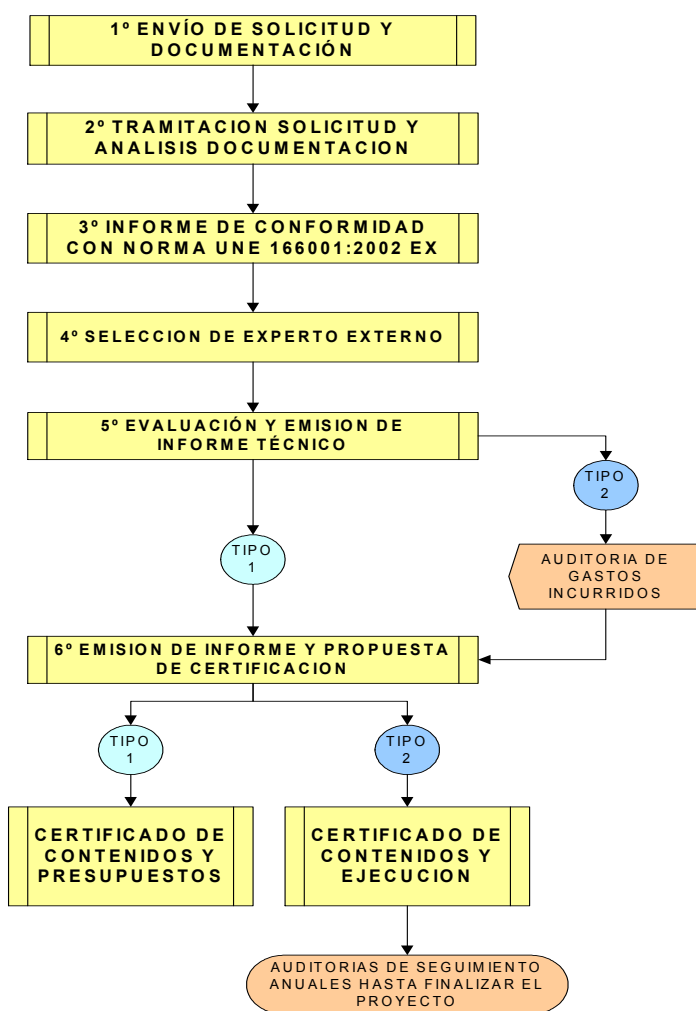 1º ENVÍO DE SOLICITUD Y
DOCUMENTACIÓN
2º TRAMITACION SOLICITUD Y
ANALISIS DOCUMENTACION
3º INFORME DE CONFORMIDAD
CON NORMA UNE 166001:2002 EX
4º SELECCION DE EXPERTO EXTERNO
5º EVALUACIÓN Y EMISION DE
INFORME TÉCNICO
TIPO
2
TIPO
1
AUDITORIA DE
GASTOS
INCURRIDOS
6º EMISION DE INFORME Y PROPUESTA
DE CERTIFICACION
TIPO
1
TIPO
2
CERTIFICADO DE
CONTENIDOS Y
PRESUPUESTOS
CERTIFICADO DE
CONTENIDOS Y
EJECUCION
AUDITORIAS DE SEGUIMIENTO
ANUALES HASTA FINALIZAR EL
PROYECTO